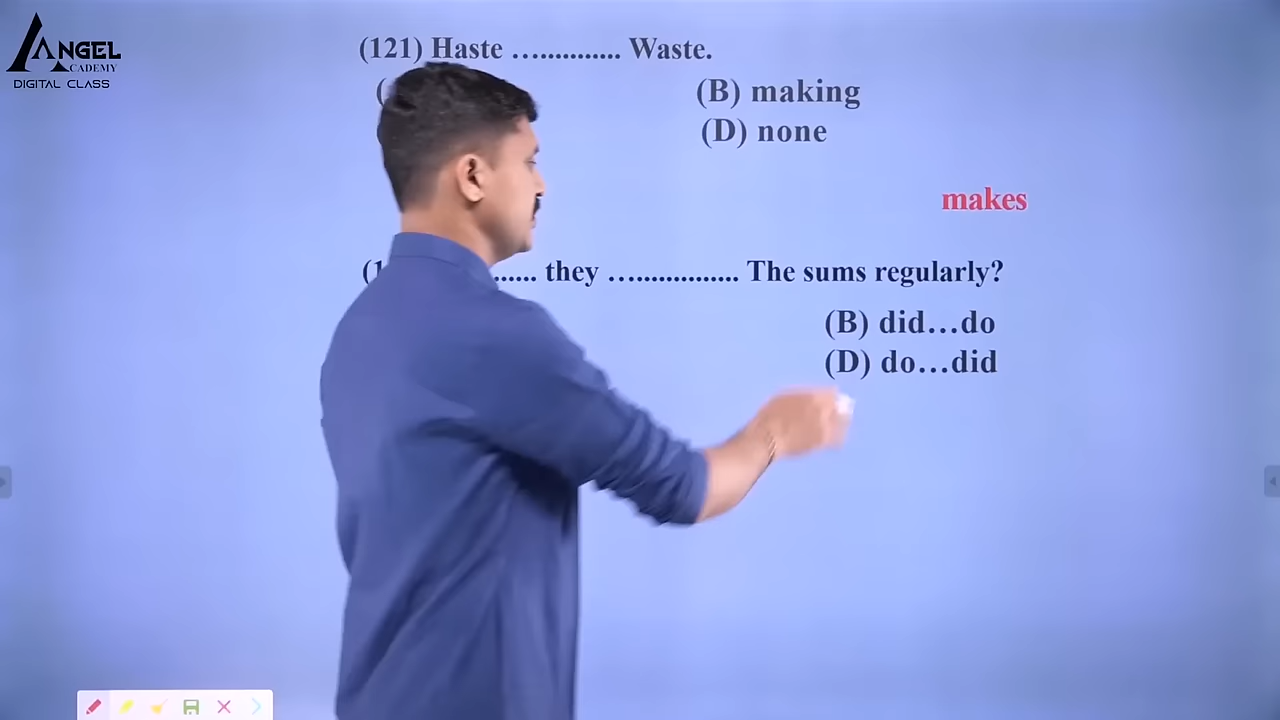 ANGEL
ACADEMY
DIGITAL CLASS
(121) Haste …........... Waste.
(B) making
(D) none
makes
they …............... The sums regularly?
(B) did…do
(D) do…did